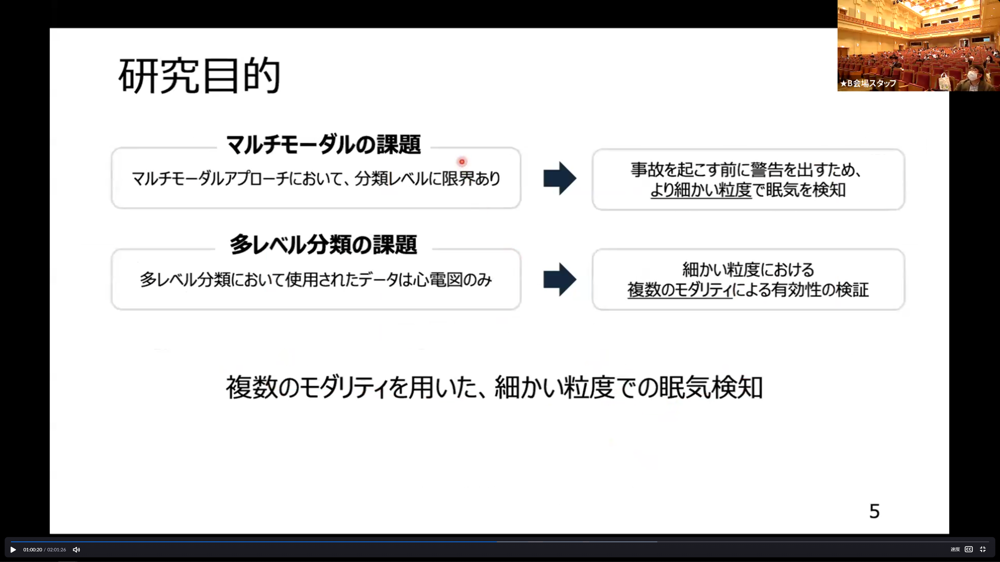 ★B会場スタッフ
研究目的
マルチモーダルの課題
マルチモーダルアプローチにおいて、分類レベルに限界あり
事故を起こす前に警告を出すため、
より細かい粒度で眠気を検知
多レベル分類の課題
多レベル分類において使用されたデータは心電図のみ
細かい粒度における
複数のモダリティによる有効性の検証
複数のモダリティを用いた、細かい粒度での眠気検知
5
01:00:20 / 02:01:26
速度
CC